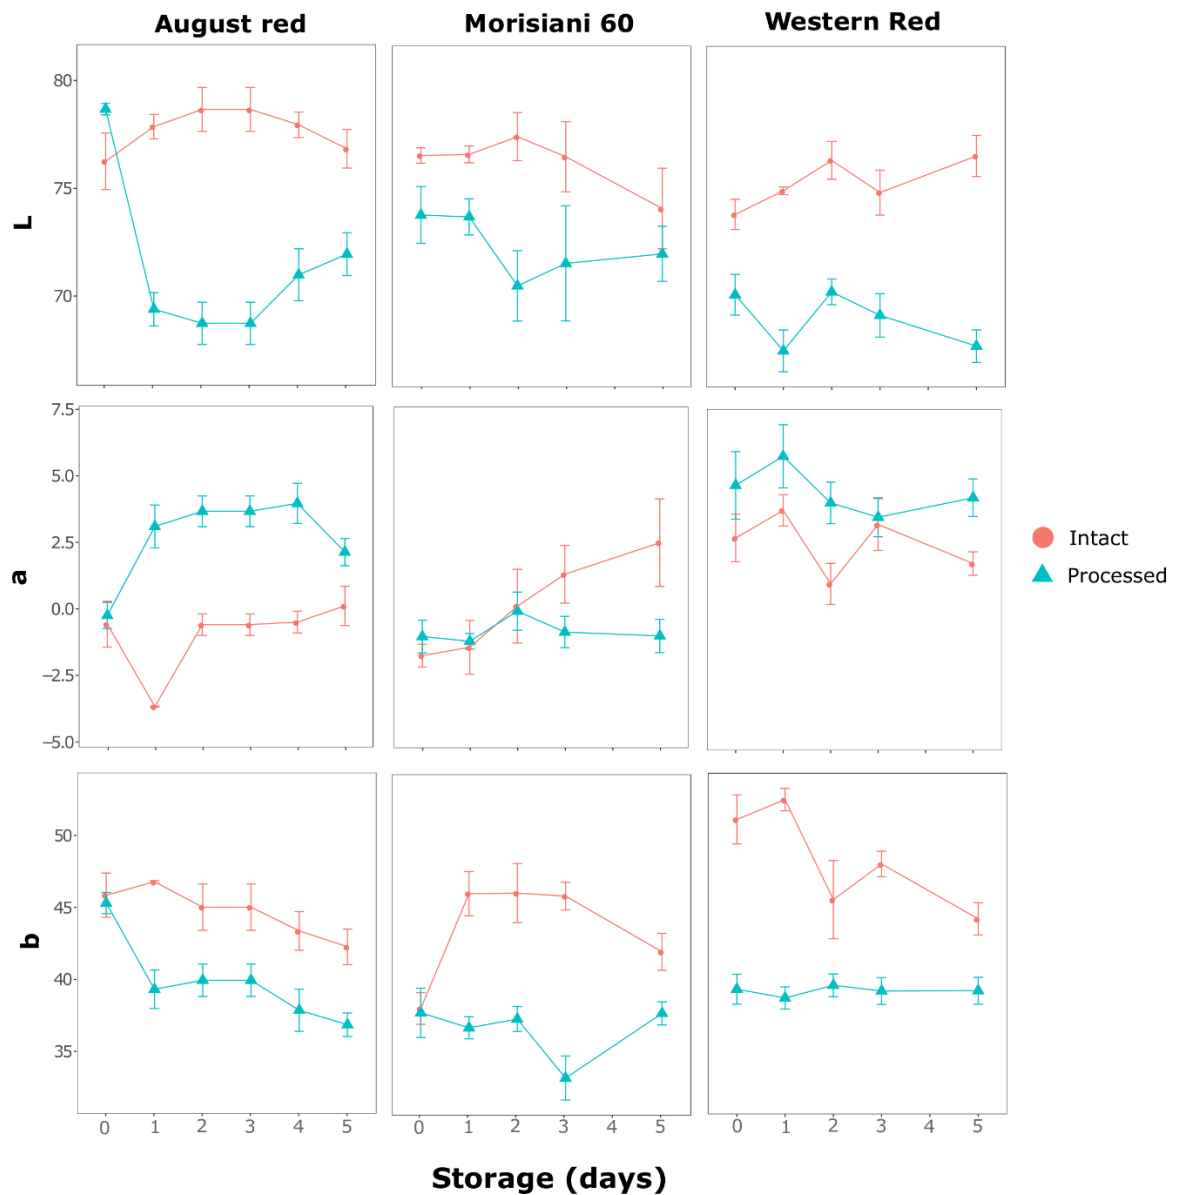 August red Morisiani 60 Western Red
80
75
70
L
7.5
5.0
2.5
0.0
−2.5
−5.0
a
Intact
Processed
50
45
40
35
b
0 1 2 3 4 5 0 1 2 3 4 5 0 1 2 3 4 5
Storage (days)